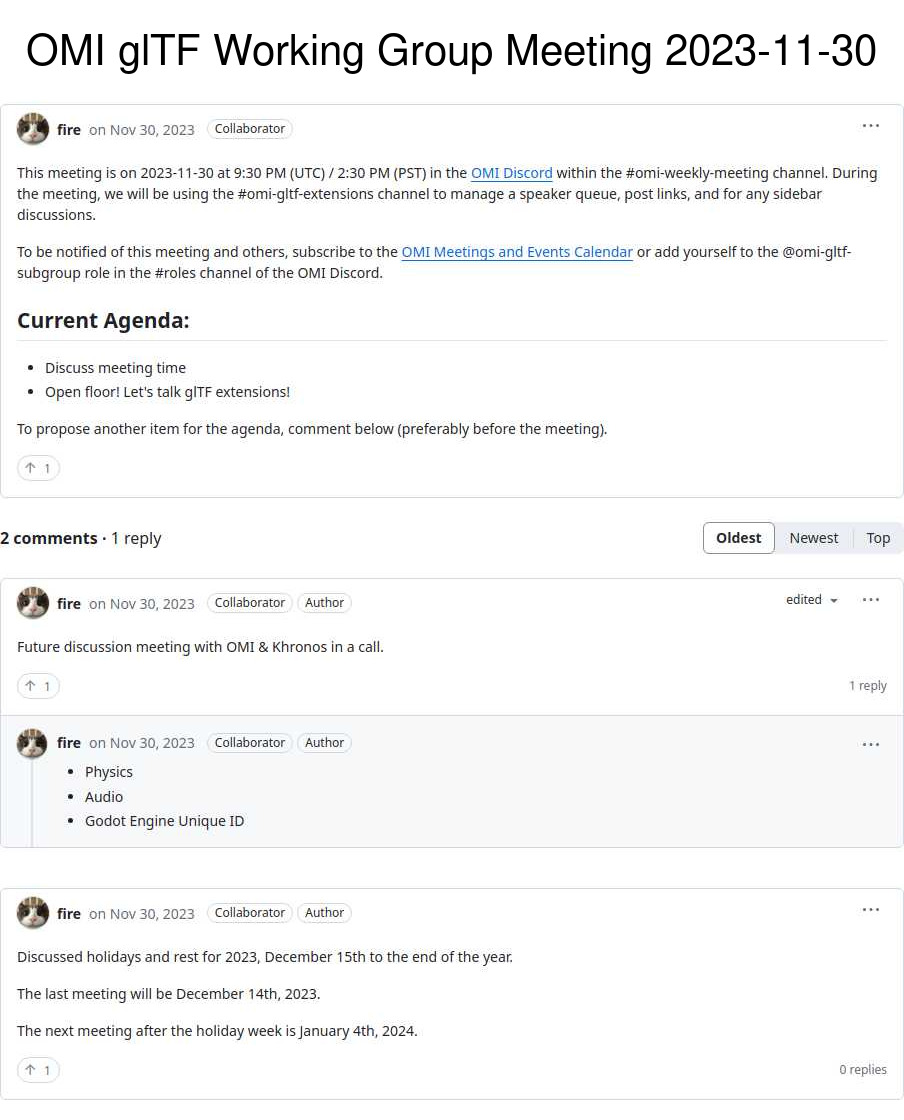 OMI glTF Working Group Meeting 2023-11-30
fire on Nov 30, 2023 Collaborator ...
This meeting is on 2023-11-30 at 9:30 PM (UTC) / 2:30 PM (PST) in the OMI Discord within the #omi-weekly-meeting channel. During
the meeting, we will be using the #omi-gltf-extensions channel to manage a speaker queue, post links, and for any sidebar
discussions.
To be notified of this meeting and others, subscribe to the OMI Meetings and Events Calendar or add yourself to the @omi-gltf-
subgroup role in the #roles channel of the OMI Discord.
Current Agenda:
• Discuss meeting time
• Open floor! Let's talk glTF extensions!
To propose another item for the agenda, comment below (preferably before the meeting).
↑ 1
2 comments · 1 reply Oldest Newest Top
fire on Nov 30, 2023 Collaborator Author edited ...
Future discussion meeting with OMI & Khronos in a call.
↑ 1 1 reply
fire on Nov 30, 2023 Collaborator Author ...
• Physics
• Audio
• Godot Engine Unique ID
fire on Nov 30, 2023 Collaborator Author ...
Discussed holidays and rest for 2023, December 15th to the end of the year.
The last meeting will be December 14th, 2023.
The next meeting after the holiday week is January 4th, 2024.
↑ 1 0 replies